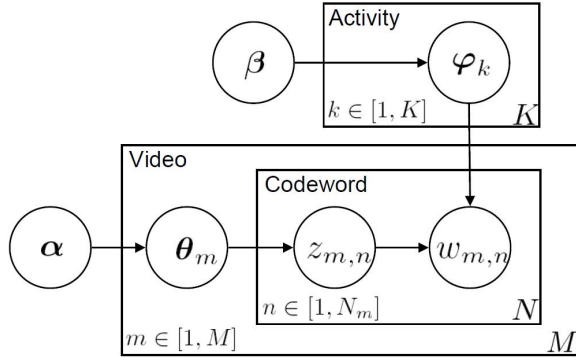 Activity
β
φ_k
k ∈ [1, K]
K
Video
Codeword
α
θ_m
z_{m,n}
w_{m,n}
n ∈ [1, N_m]
N
m ∈ [1, M]
M